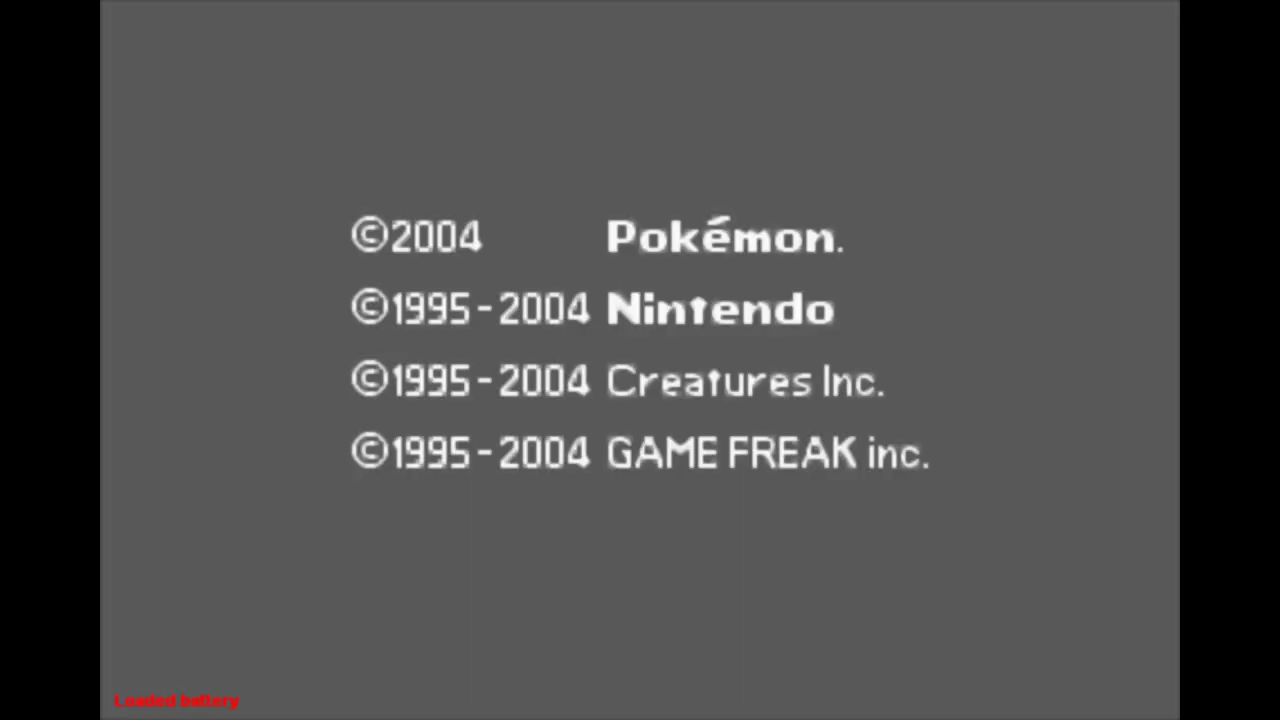 ©2004 Pokémon.
©1995-2004 Nintendo
©1995-2004 Creatures Inc.
©1995-2004 GAME FREAK inc.
Loaded battery